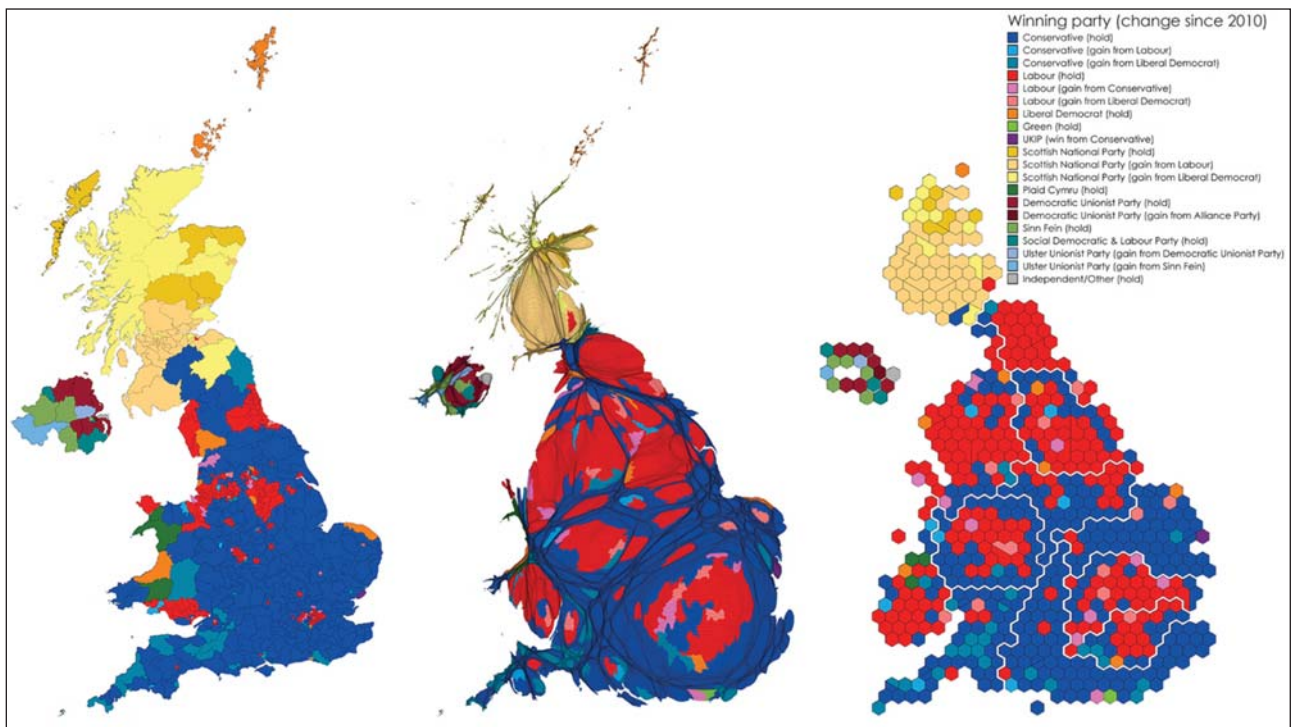 Winning party (change since 2010)
Conservative (hold)
Conservative (gain from Labour)
Conservative (gain from Liberal Democrat)
Labour (hold)
Labour (gain from Conservative)
Labour (gain from Liberal Democrat)
Liberal Democrat (hold)
Green (hold)
UKIP (win from Conservative)
Scottish National Party (hold)
Scottish National Party (gain from Labour)
Scottish National Party (gain from Liberal Democrat)
Plaid Cymru (hold)
Democratic Unionist Party (hold)
Democratic Unionist Party (gain from Alliance Party)
Sinn Fein (hold)
Social Democratic & Labour Party (hold)
Ulster Unionist Party (gain from Democratic Unionist Party)
Ulster Unionist Party (gain from Sinn Fein)
Independent/Other (hold)